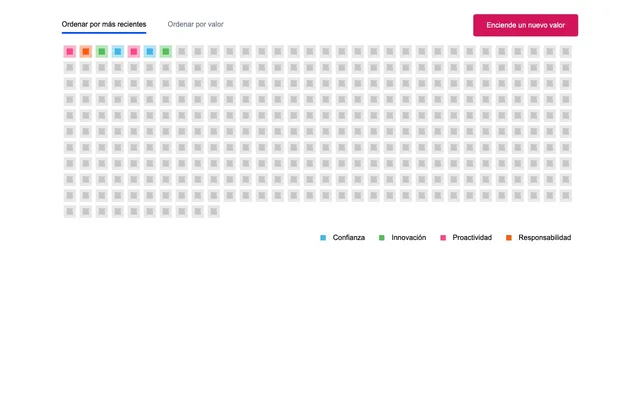 Ordenar por más recientes
Ordenar por valor
Enciende un nuevo valor
Confianza
Innovación
Proactividad
Responsabilidad